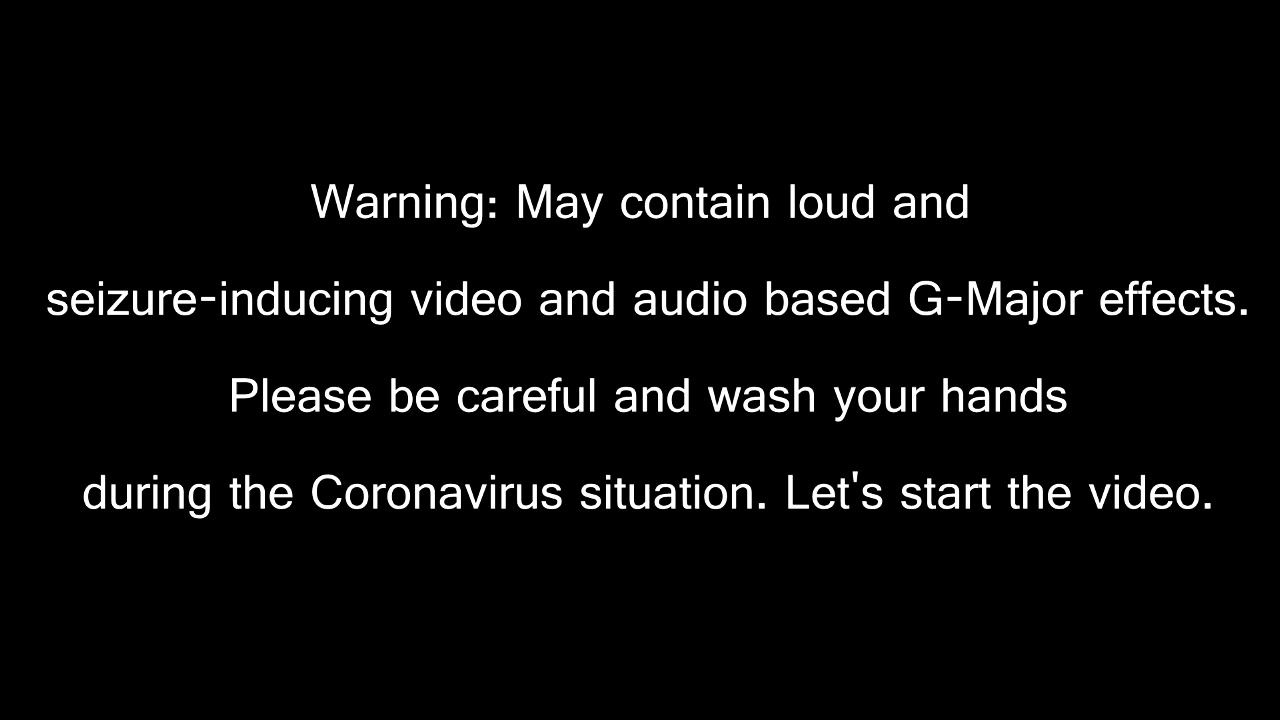 Warning: May contain loud and
seizure-inducing video and audio based G-Major effects.
Please be careful and wash your hands
during the Coronavirus situation. Let's start the video.